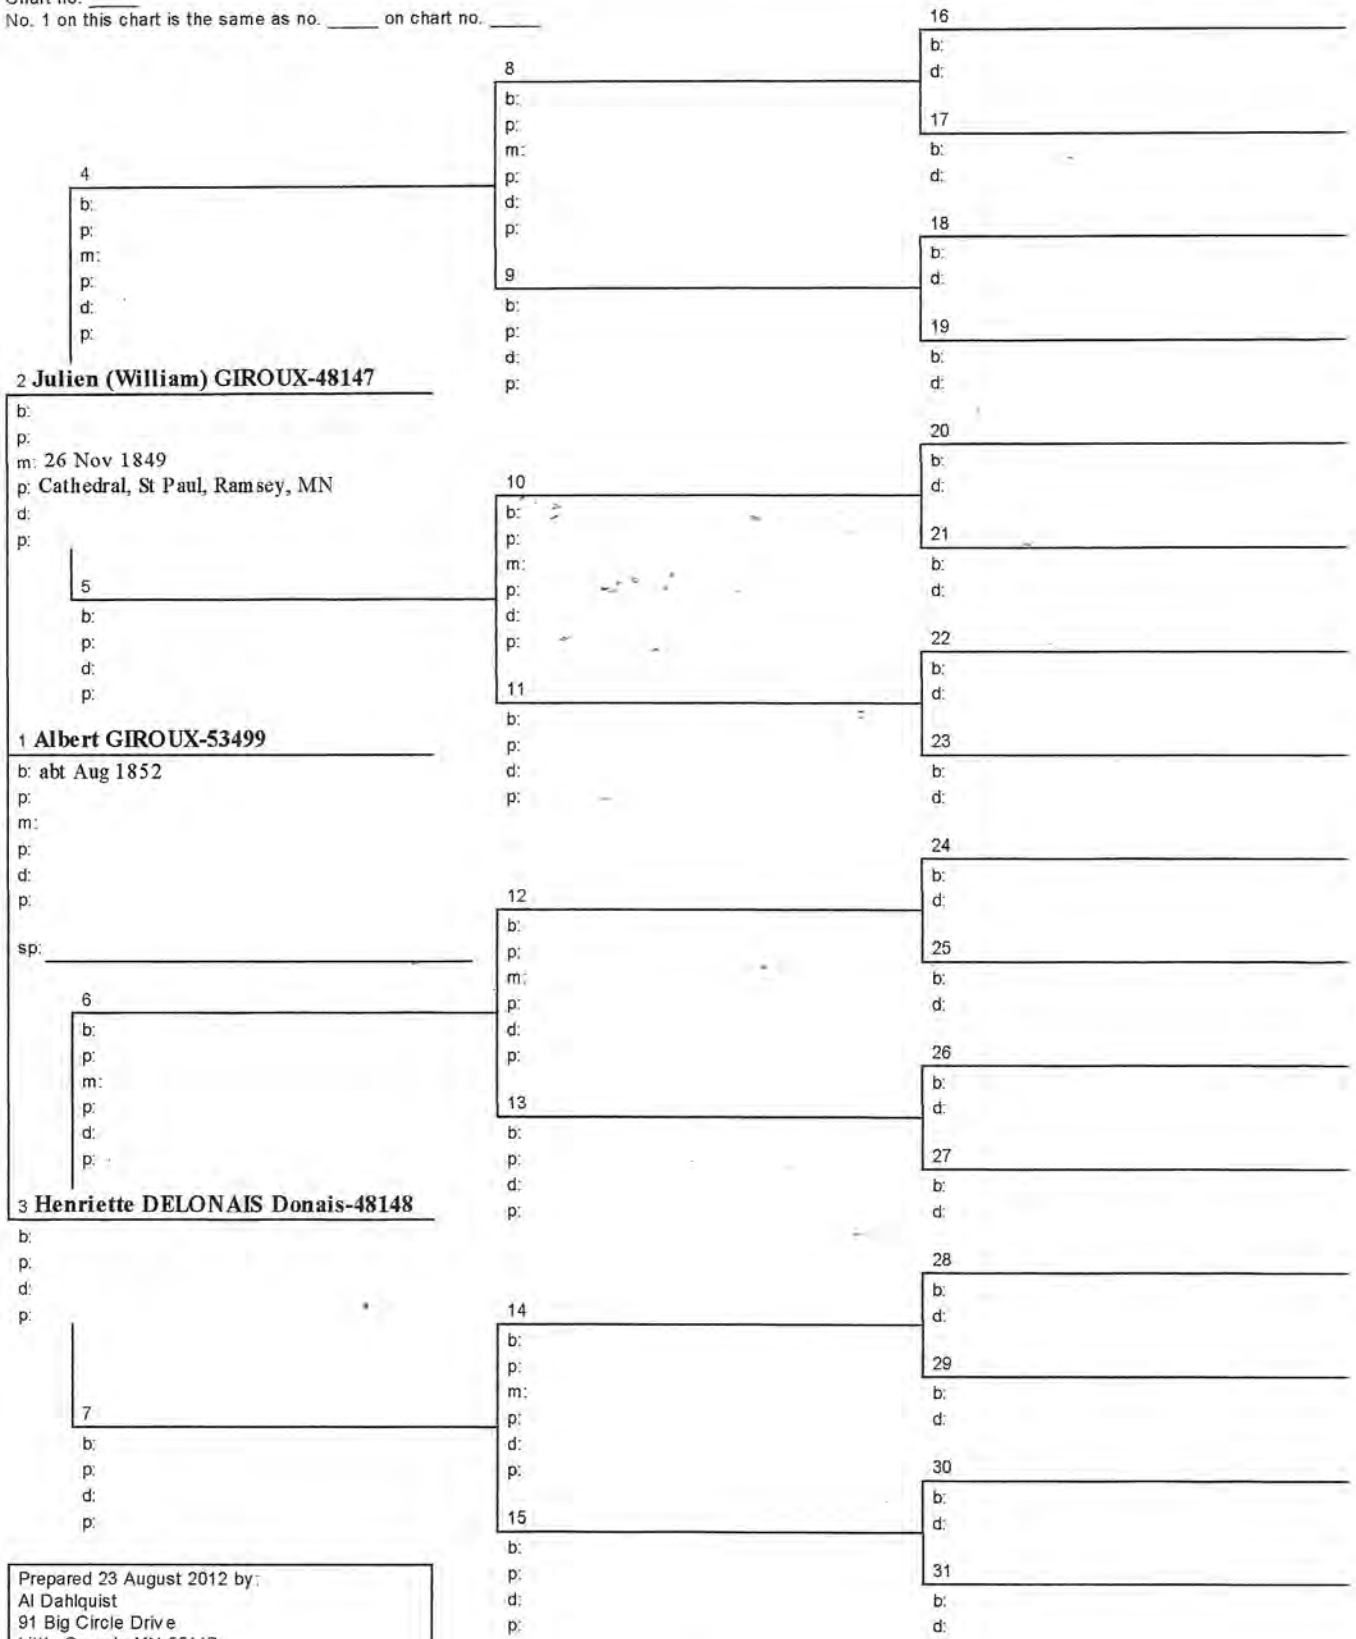 No. 1 on this chart is the same as no. _____ on chart no. _____
16
b:
d:
8
b:
p:
m:
p:
d:
p:
17
b:
d:
4
b:
p:
m:
p:
d:
p:
18
b:
d:
9
b:
p:
d:
p:
19
b:
d:
2 Julien (William) GIROUX-48147
b:
p:
m: 26 Nov 1849
p: Cathedral, St Paul, Ramsey, MN
d:
p:
20
b:
d:
10
b:
p:
m:
p:
d:
p:
21
b:
d:
5
b:
p:
d:
p:
22
b:
d:
11
b:
p:
d:
p:
23
b:
d:
1 Albert GIROUX-53499
b: abt Aug 1852
p:
m:
p:
d:
p:
sp:
24
b:
d:
12
b:
p:
m:
p:
d:
p:
25
b:
d:
6
b:
p:
m:
p:
d:
p:
26
b:
d:
13
b:
p:
d:
p:
27
b:
d:
3 Henriette DELONAIS Donais-48148
b:
p:
d:
p:
28
b:
d:
14
b:
p:
m:
p:
d:
p:
29
b:
d:
7
b:
p:
d:
p:
30
b:
d:
15
b:
p:
d:
p:
31
b:
d:
Prepared 23 August 2012 by:
Al Dahlquist
91 Big Circle Drive